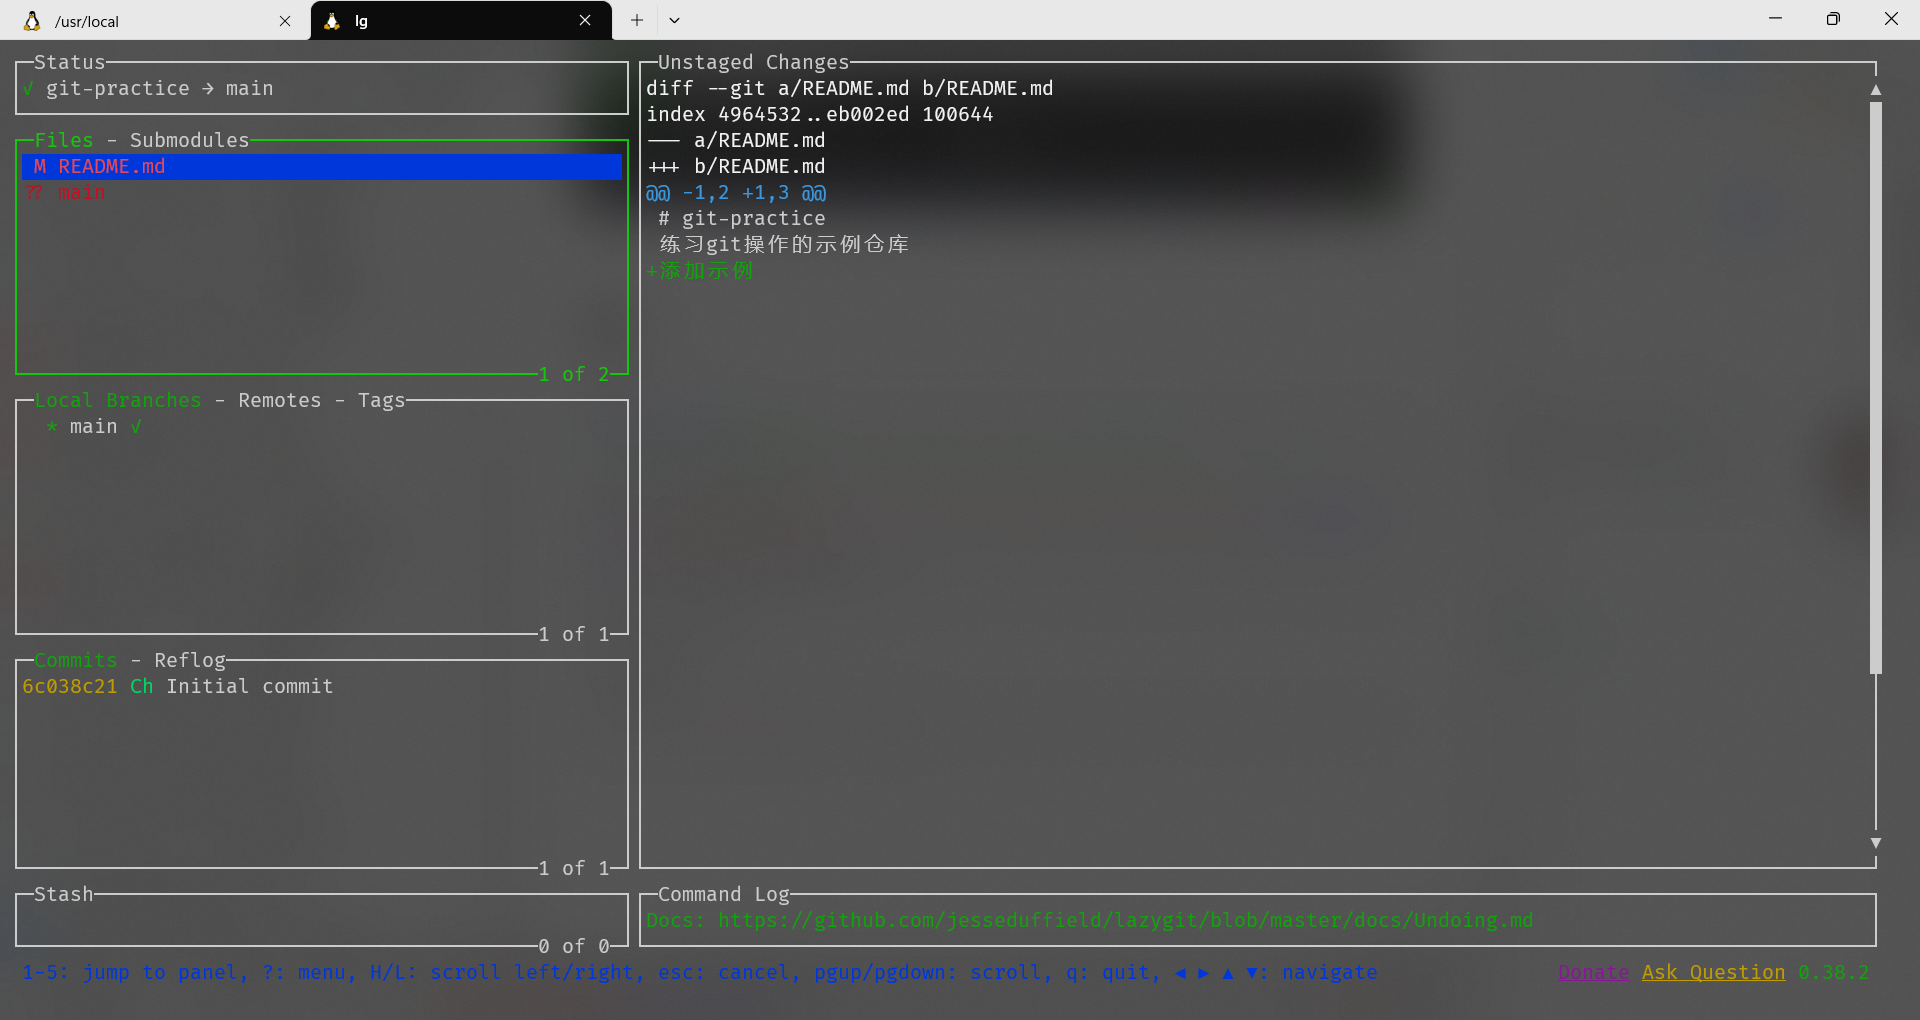 /usr/local
lg
Status
√ git-practice → main
Files - Submodules
M README.md
?? main
1 of 2
Local Branches - Remotes - Tags
* main √
1 of 1
Commits - Reflog
6c038c21 Ch Initial commit
1 of 1
Stash
0 of 0
Unstaged Changes
diff --git a/README.md b/README.md
index 4964532..eb002ed 100644
--- a/README.md
+++ b/README.md
@@ -1,2 +1,3 @@
# git-practice
练习git操作的示例仓库
+添加示例
Command Log
Docs: https://github.com/jesseduffield/lazygit/blob/master/docs/Undoing.md
1-5: jump to panel, ?: menu, H/L: scroll left/right, esc: cancel, pgup/pgdown: scroll, q: quit, ◄ ► ▲ ▼: navigate
Donate Ask Question 0.38.2